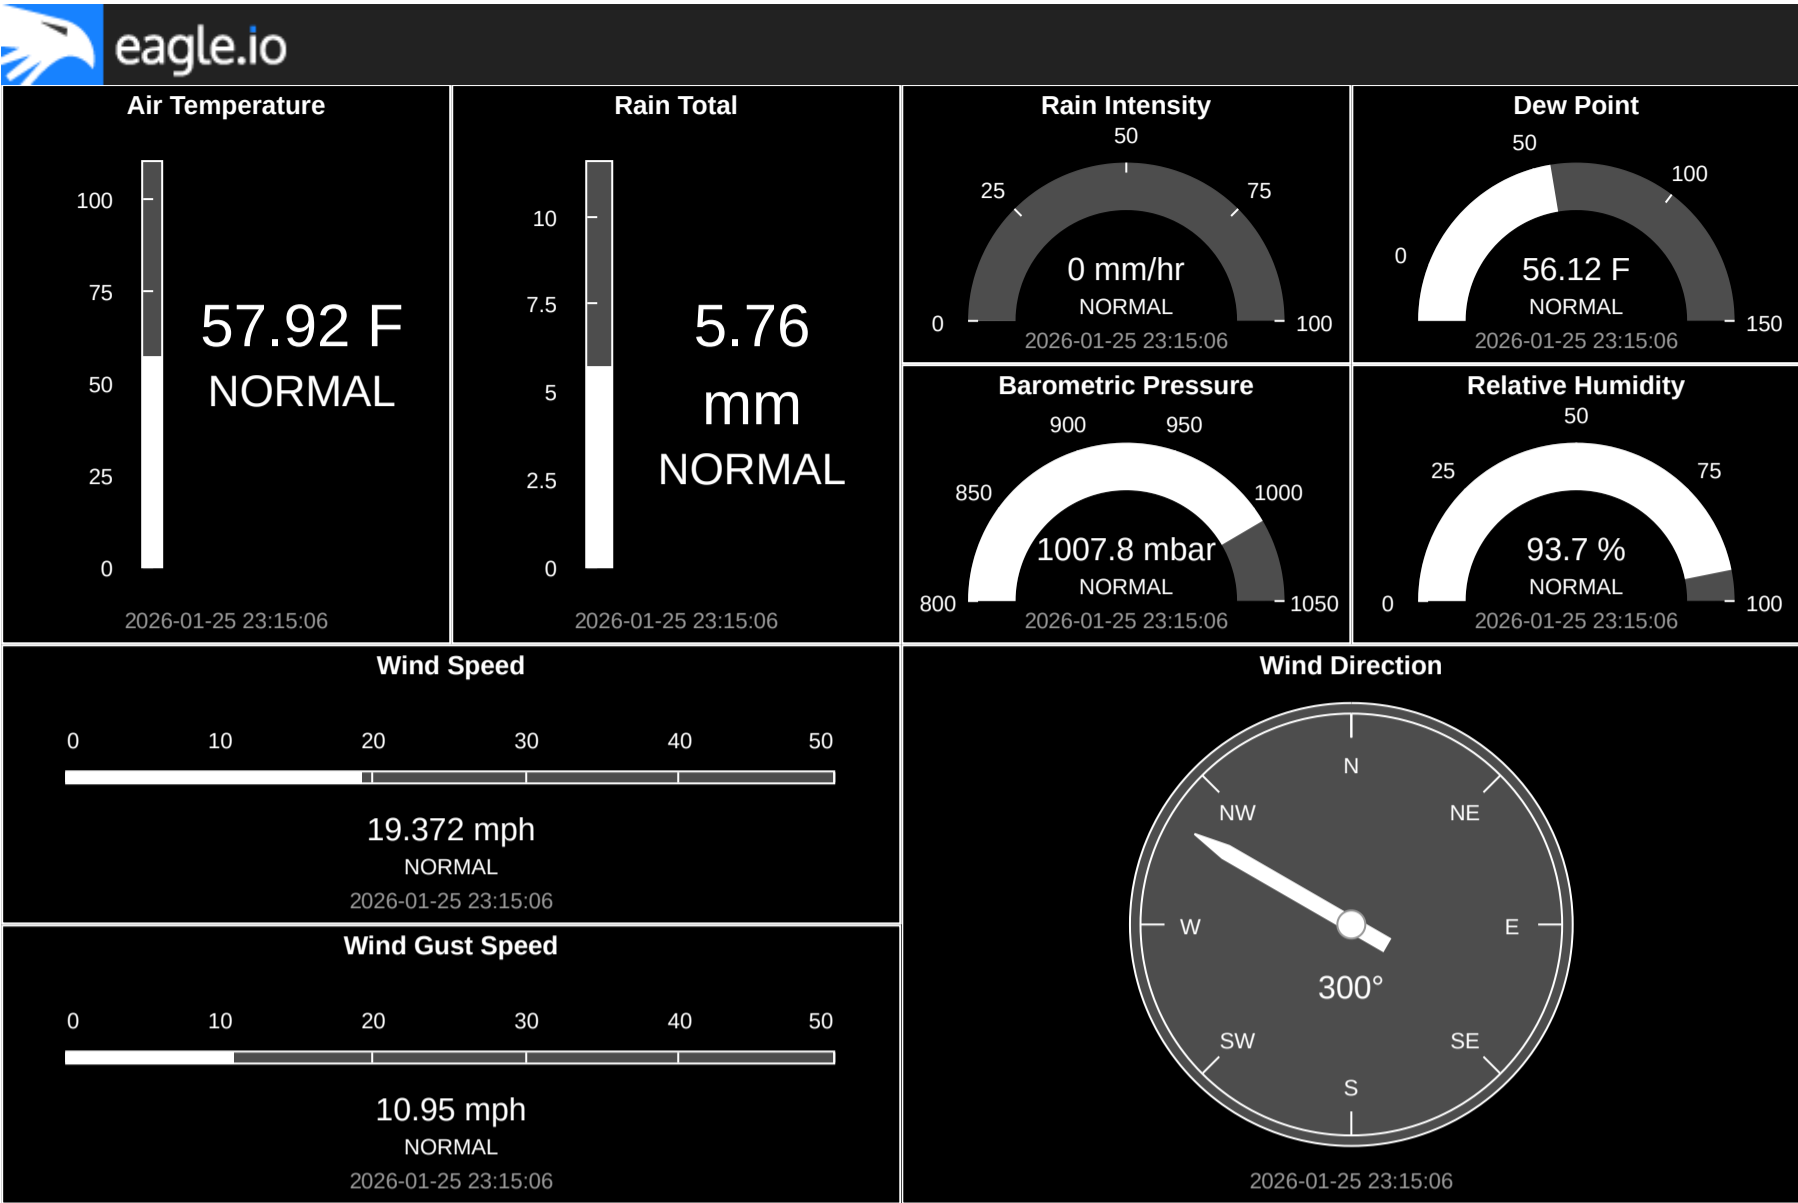 eagle.io
Air Temperature
100
75
50
25
0
57.92 F
NORMAL
2026-01-25 23:15:06
Rain Total
10
7.5
5
2.5
0
5.76
mm
NORMAL
2026-01-25 23:15:06
Rain Intensity
0
25
50
75
100
0 mm/hr
NORMAL
2026-01-25 23:15:06
Dew Point
0
50
100
150
56.12 F
NORMAL
2026-01-25 23:15:06
Barometric Pressure
800
850
900
950
1000
1050
1007.8 mbar
NORMAL
2026-01-25 23:15:06
Relative Humidity
0
25
50
75
100
93.7 %
NORMAL
2026-01-25 23:15:06
Wind Speed
0 10 20 30 40 50
19.372 mph
NORMAL
2026-01-25 23:15:06
Wind Gust Speed
0 10 20 30 40 50
10.95 mph
NORMAL
2026-01-25 23:15:06
Wind Direction
N
NW NE
W E
300°
SW SE
S
2026-01-25 23:15:06